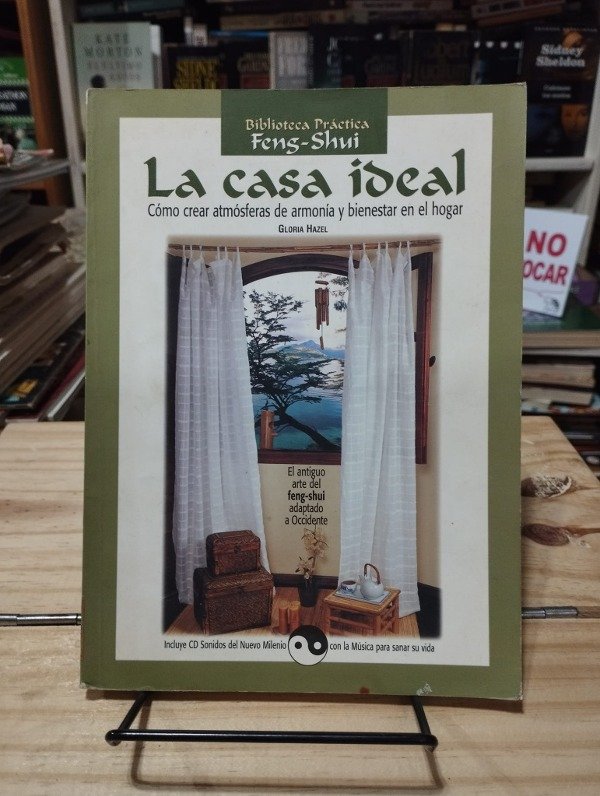 Biblioteca Práctica
Feng-Shui
La casa ideal
Cómo crear atmósferas de armonía y bienestar en el hogar
GLORIA HAZEL
El antiguo
arte del
feng-shui
adaptado
a Occidente
Incluye CD Sonidos del Nuevo Milenio con la Música para sanar su vida
KATE
MORTON
Sidney
Sheldon
NO
OCAR